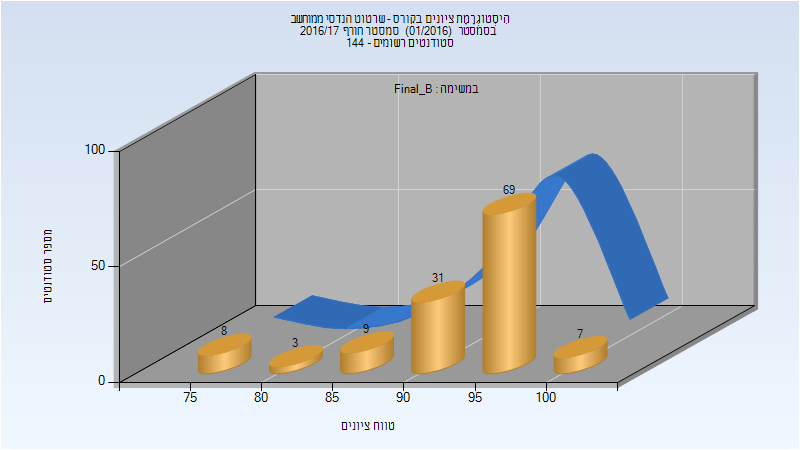 היסטוגרמת ציונים בקורס - שרטוט הנדסי ממוחשב
בסמסטר (01/2016) סמסטר חורף 2016/17
סטודנטים רשומים - 144
במשימה : Final_B
מספר סטודנטים
100
50
0
8
3
9
31
69
7
75
80
85
90
95
100
טווח ציונים